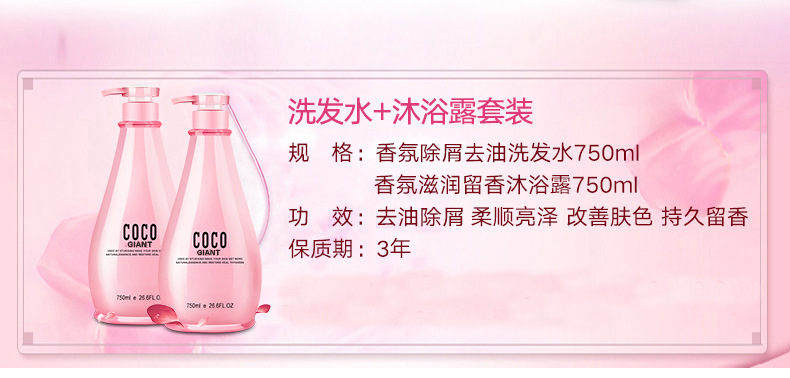 洗发水+沐浴露套装
规 格：香氛除屑去油洗发水750ml
香氛滋润留香沐浴露750ml
功 效：去油除屑 柔顺亮泽 改善肤色 持久留香
保质期：3年
COCO
GIANT
750ml e 26.6FL.O
COCO
GIANT
750ml e 26.6FL.OZ